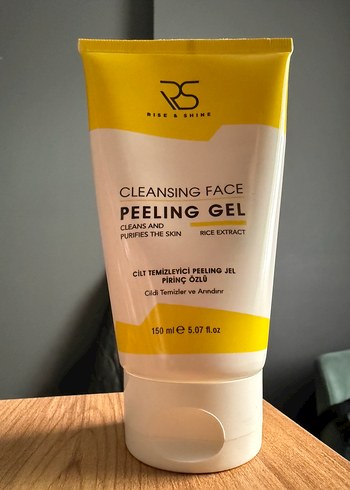 RS
RISE & SHINE
CLEANSING FACE
PEELING GEL
CLEANS AND
PURIFIES THE SKIN
RICE EXTRACT
CİLT TEMİZLEYİCİ PEELING JEL
PİRİNÇ ÖZLÜ
Cildi Temizler ve Arındırır
150 ml ℮ 5.07 fl.oz